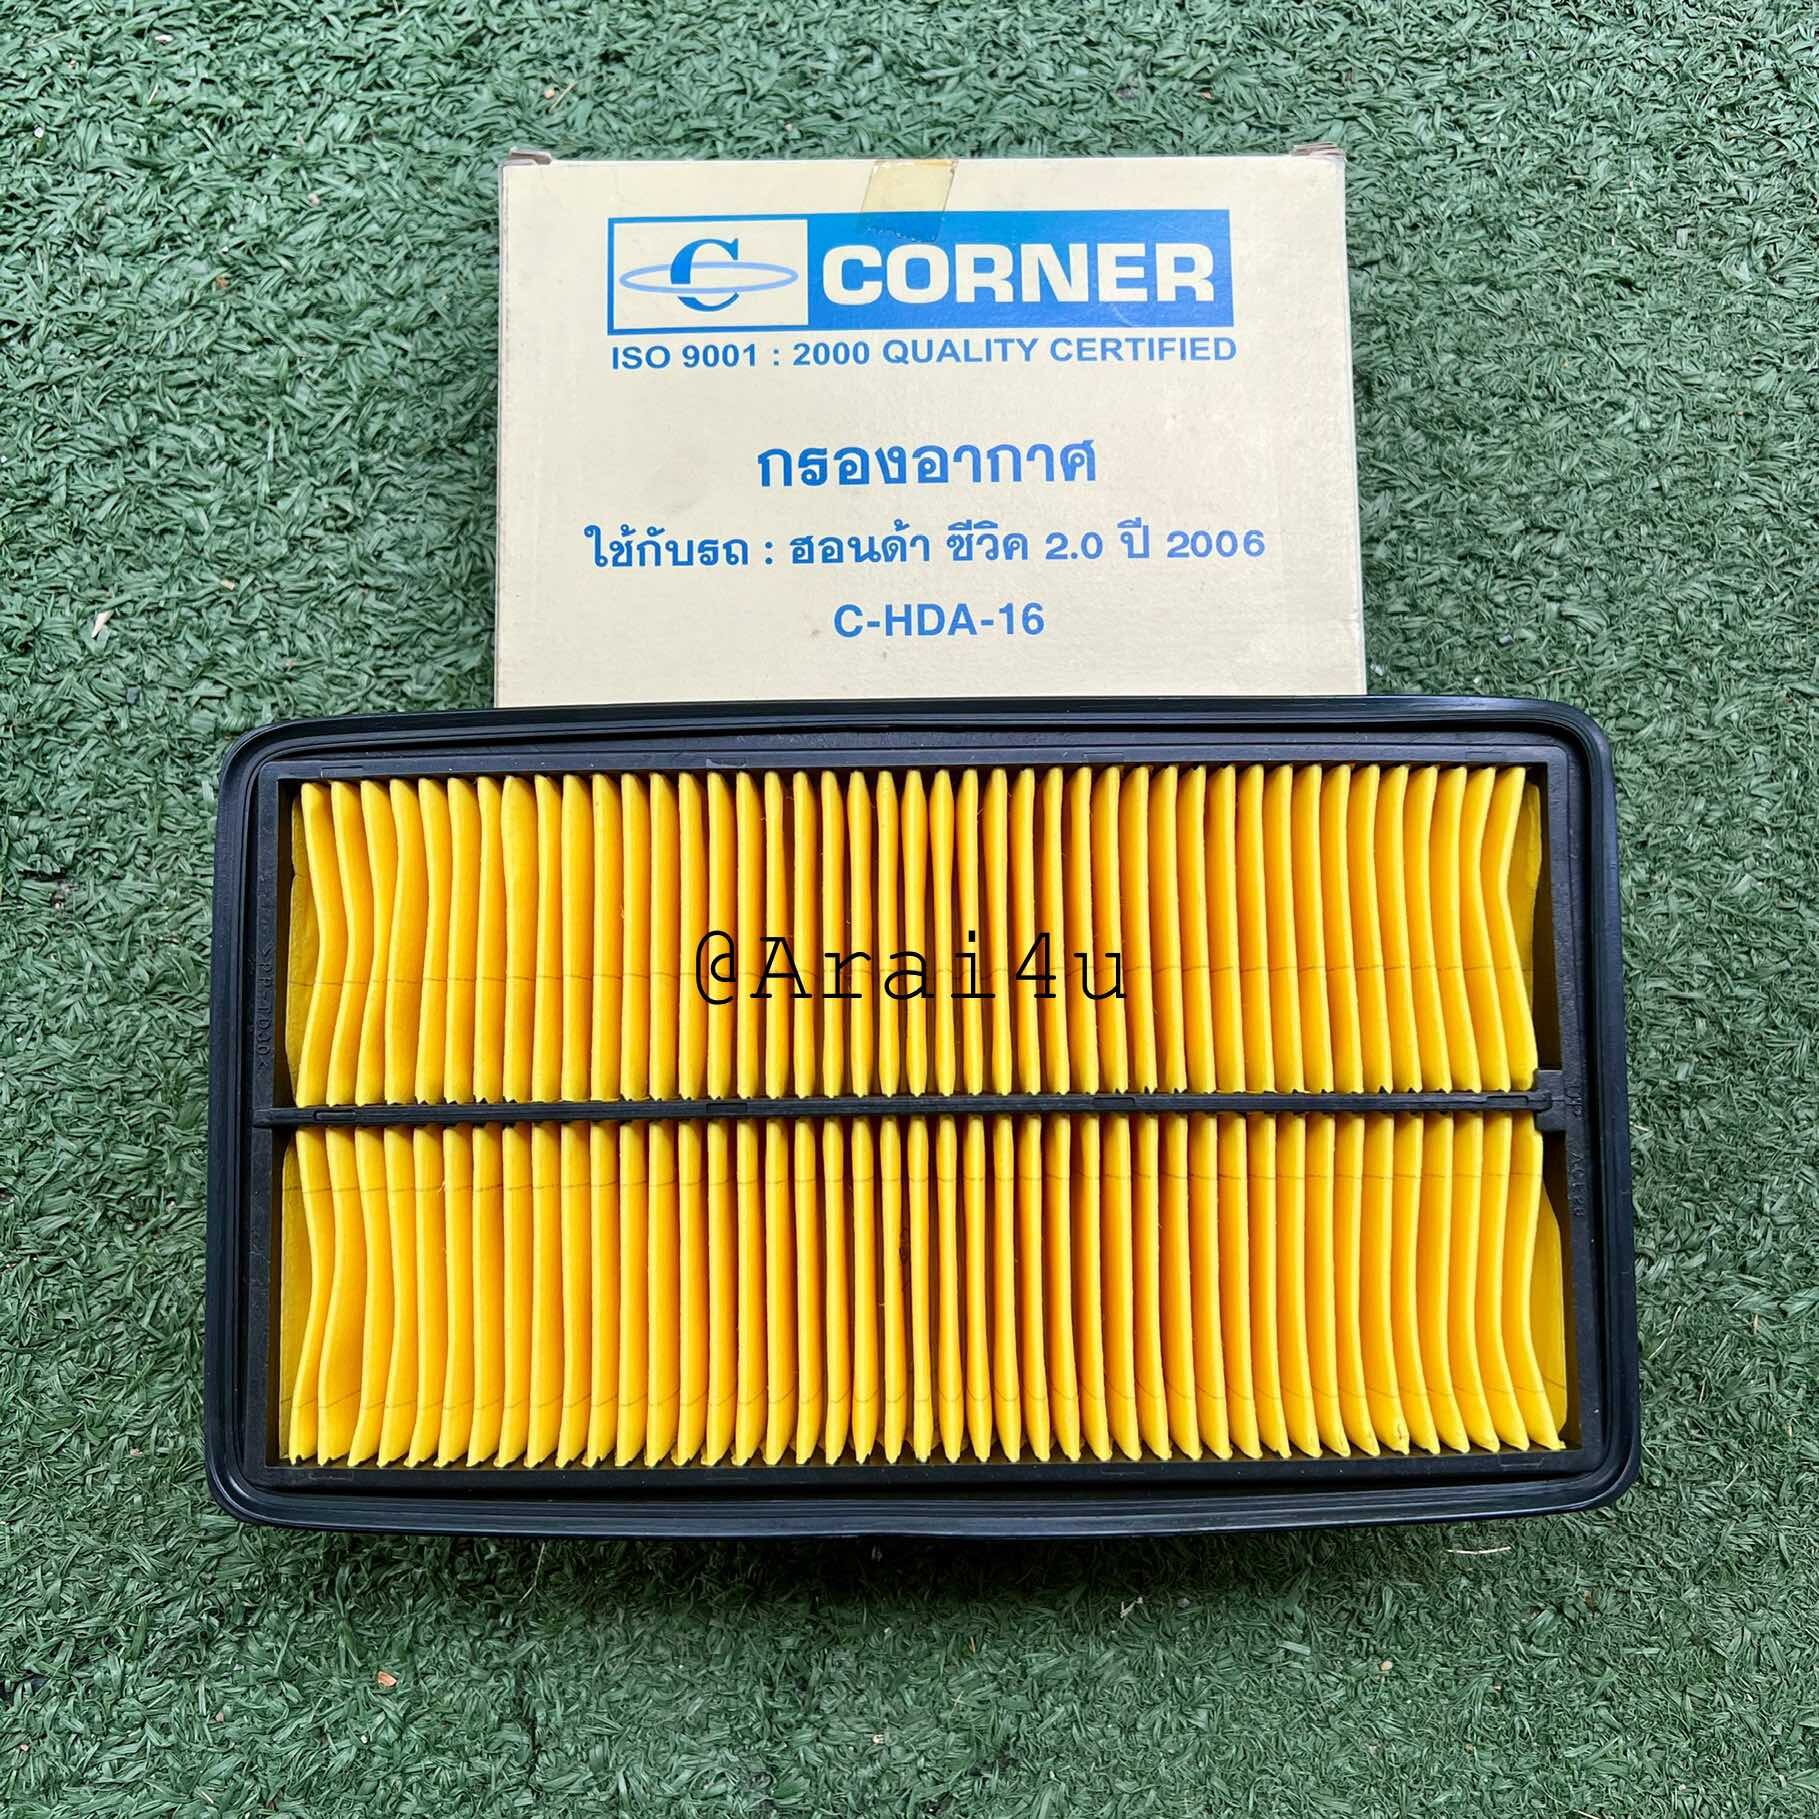 C CORNER
ISO 9001 : 2000 QUALITY CERTIFIED
กรองอากาศ
ใช้กับรถ : ฮอนด้า ซีวิค 2.0 ปี 2006
C-HDA-16
@Arai4u